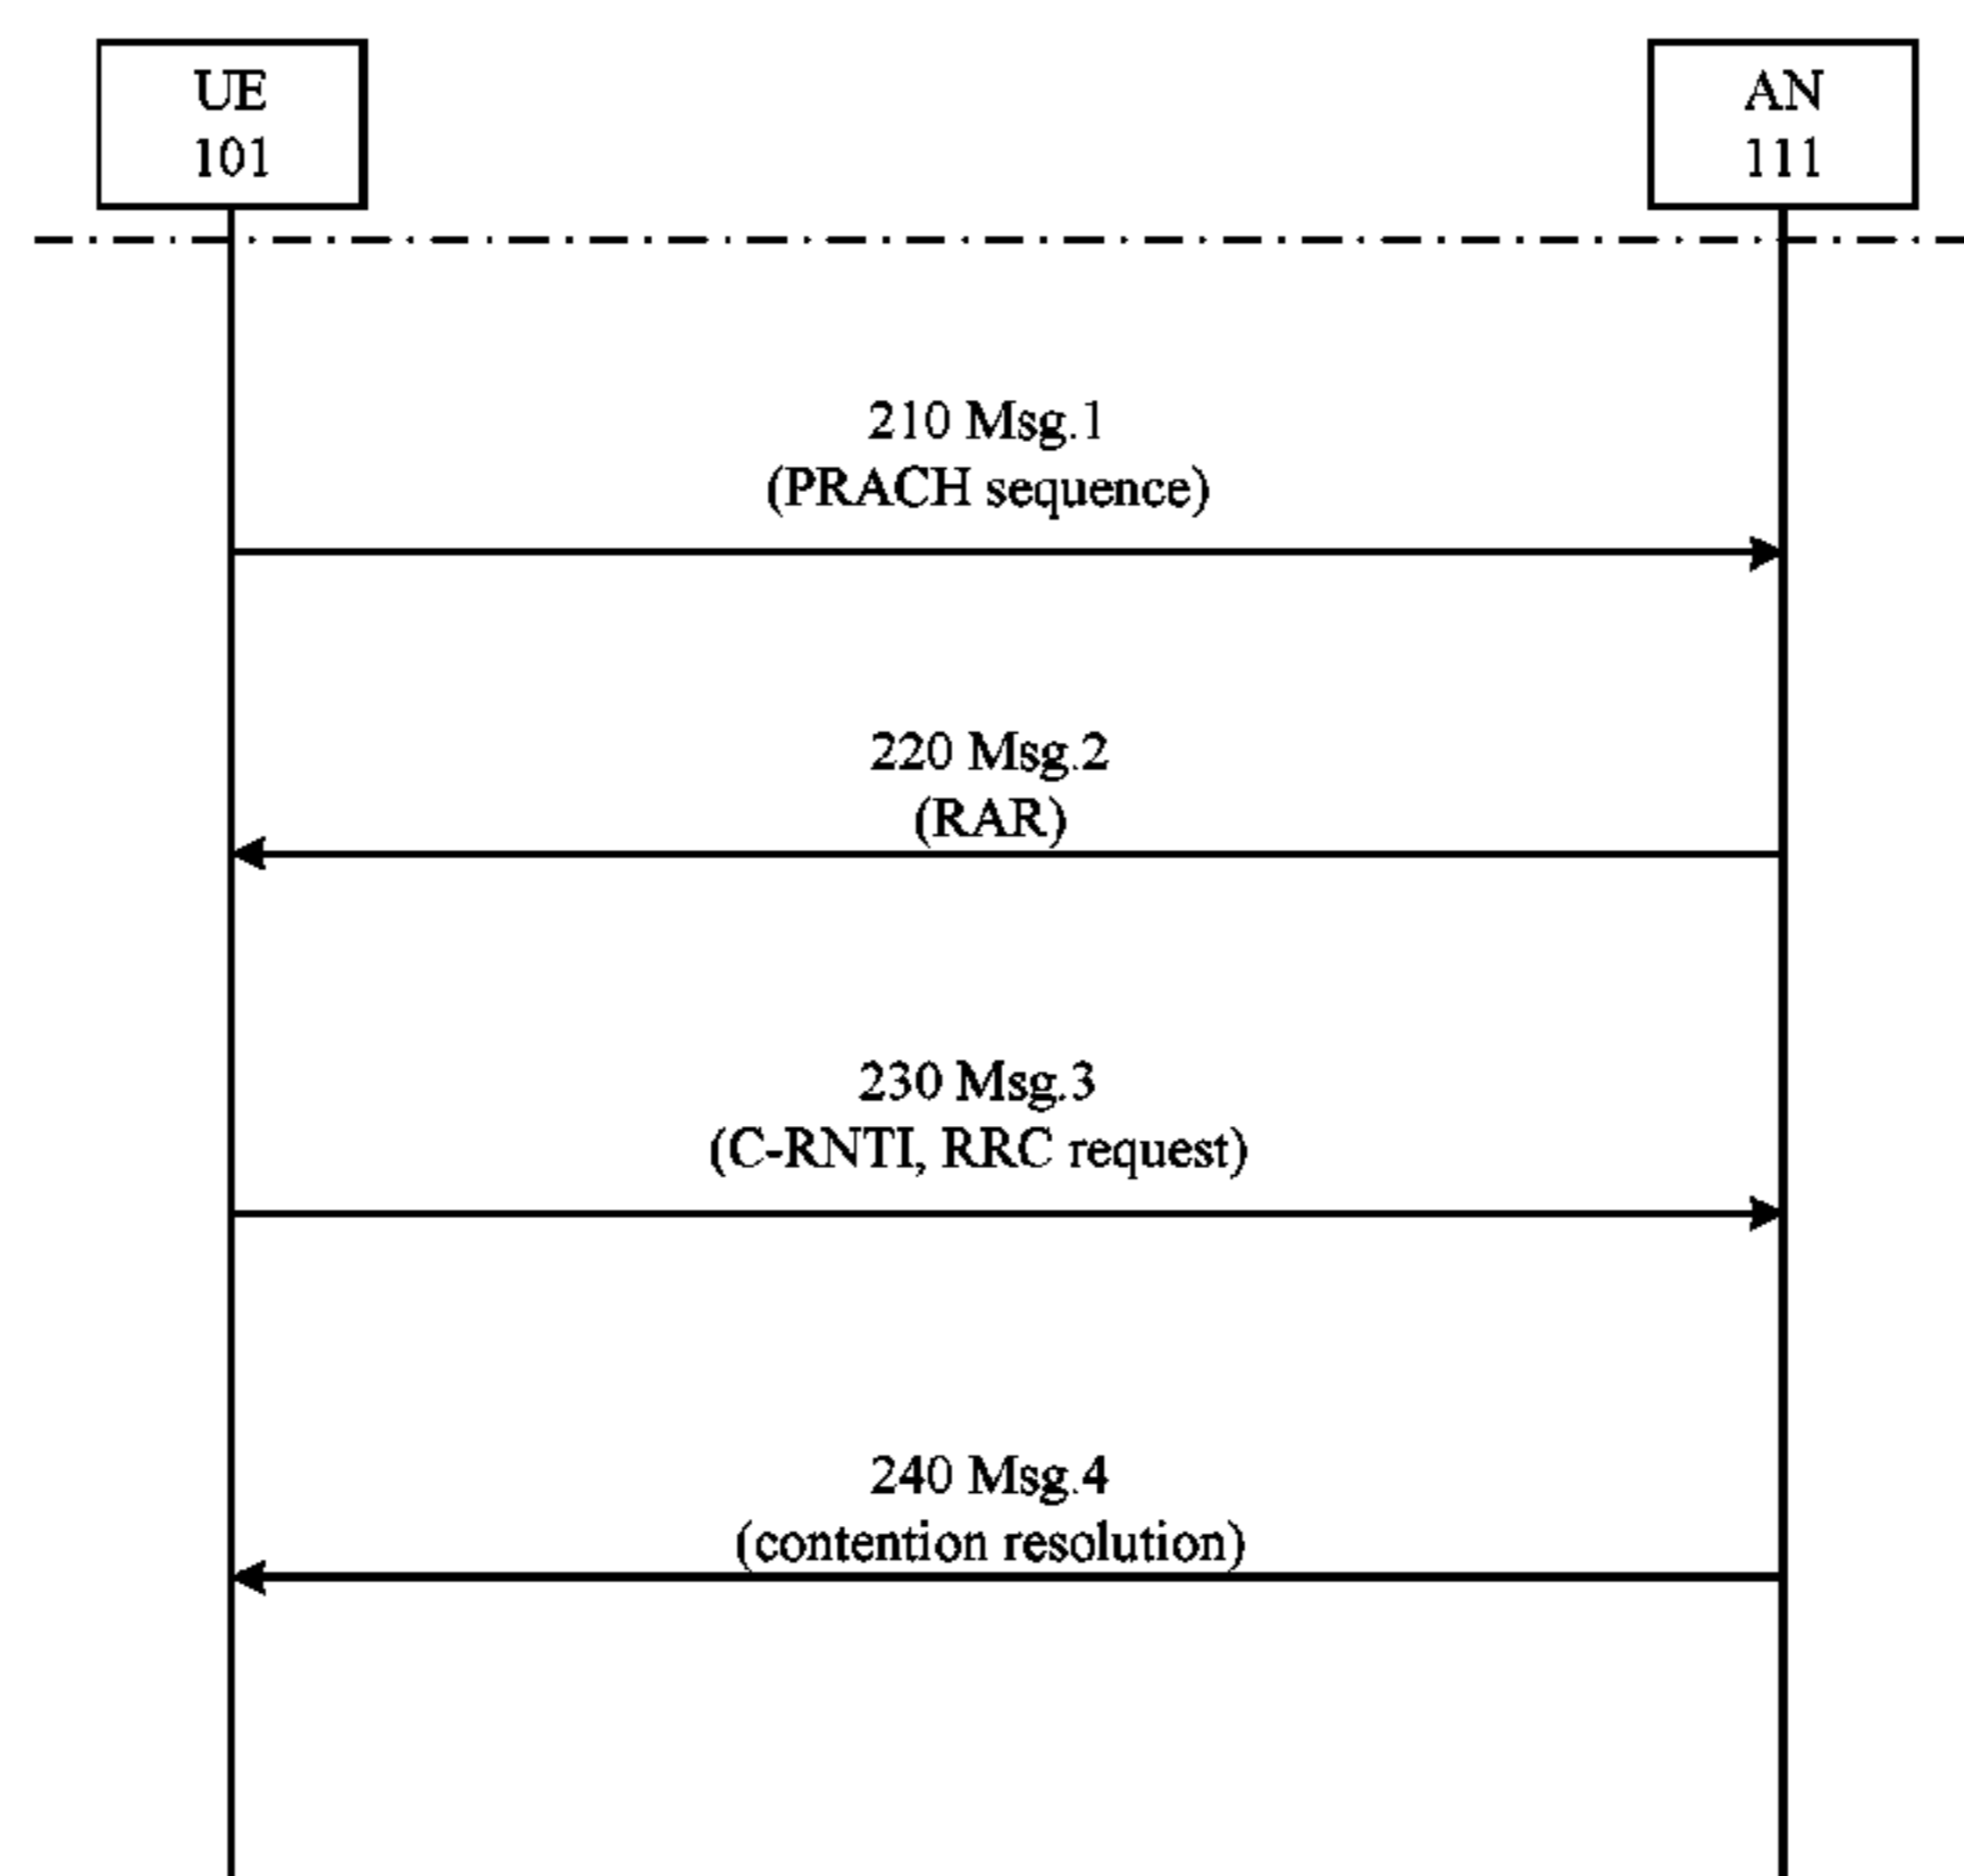 UE
101
AN
111
210 Msg.1
(PRACH sequence)
220 Msg.2
(RAR)
230 Msg.3
(C-RNTI, RRC request)
240 Msg.4
(contention resolution)